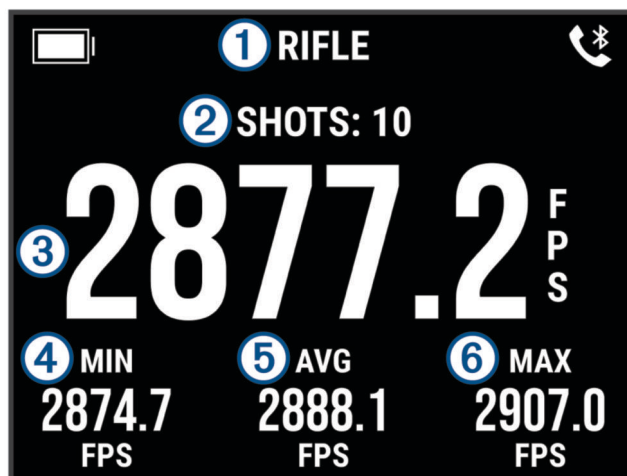 1 RIFLE
2 SHOTS: 10
3 2877.2 FPS
4 MIN 5 AVG 6 MAX
2874.7 2888.1 2907.0
FPS FPS FPS